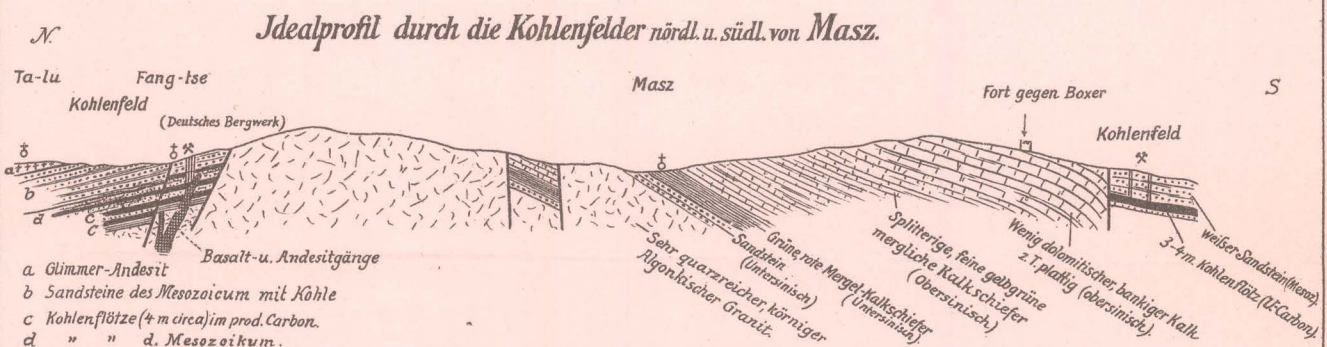 Idealprofil durch die Kohlenfelder nördl. u. südl. von Masz.
N.
S
Ta-lu
Fang-tse
Kohlenfeld
(Deutsches Bergwerk)
Masz
Fort gegen Boxer
Kohlenfeld
a
b
d
c
c
Basalt-u. Andesitgänge
a Glimmer-Andesit
b Sandsteine des Mesozoicum mit Kohle
c Kohlenflötze (4 m circa) im prod. Carbon.
d " " d. Mesozoikum.
Sehr quarzreicher, körniger
Algonkischer Granit.
Sandstein
(Untersinisch)
Grüne, rote Mergel-Kalkschiefer
(Untersinisch).
Splitterige, feine gelbgrüne
mergliche Kalkschiefer
(Obersinisch)
Wenig dolomitischer, bankiger Kalk
z.T. plattig (obersinisch).
3-4 m. Kohlenflötz (U. Carbon).
weißer Sandstein (Mesoz).